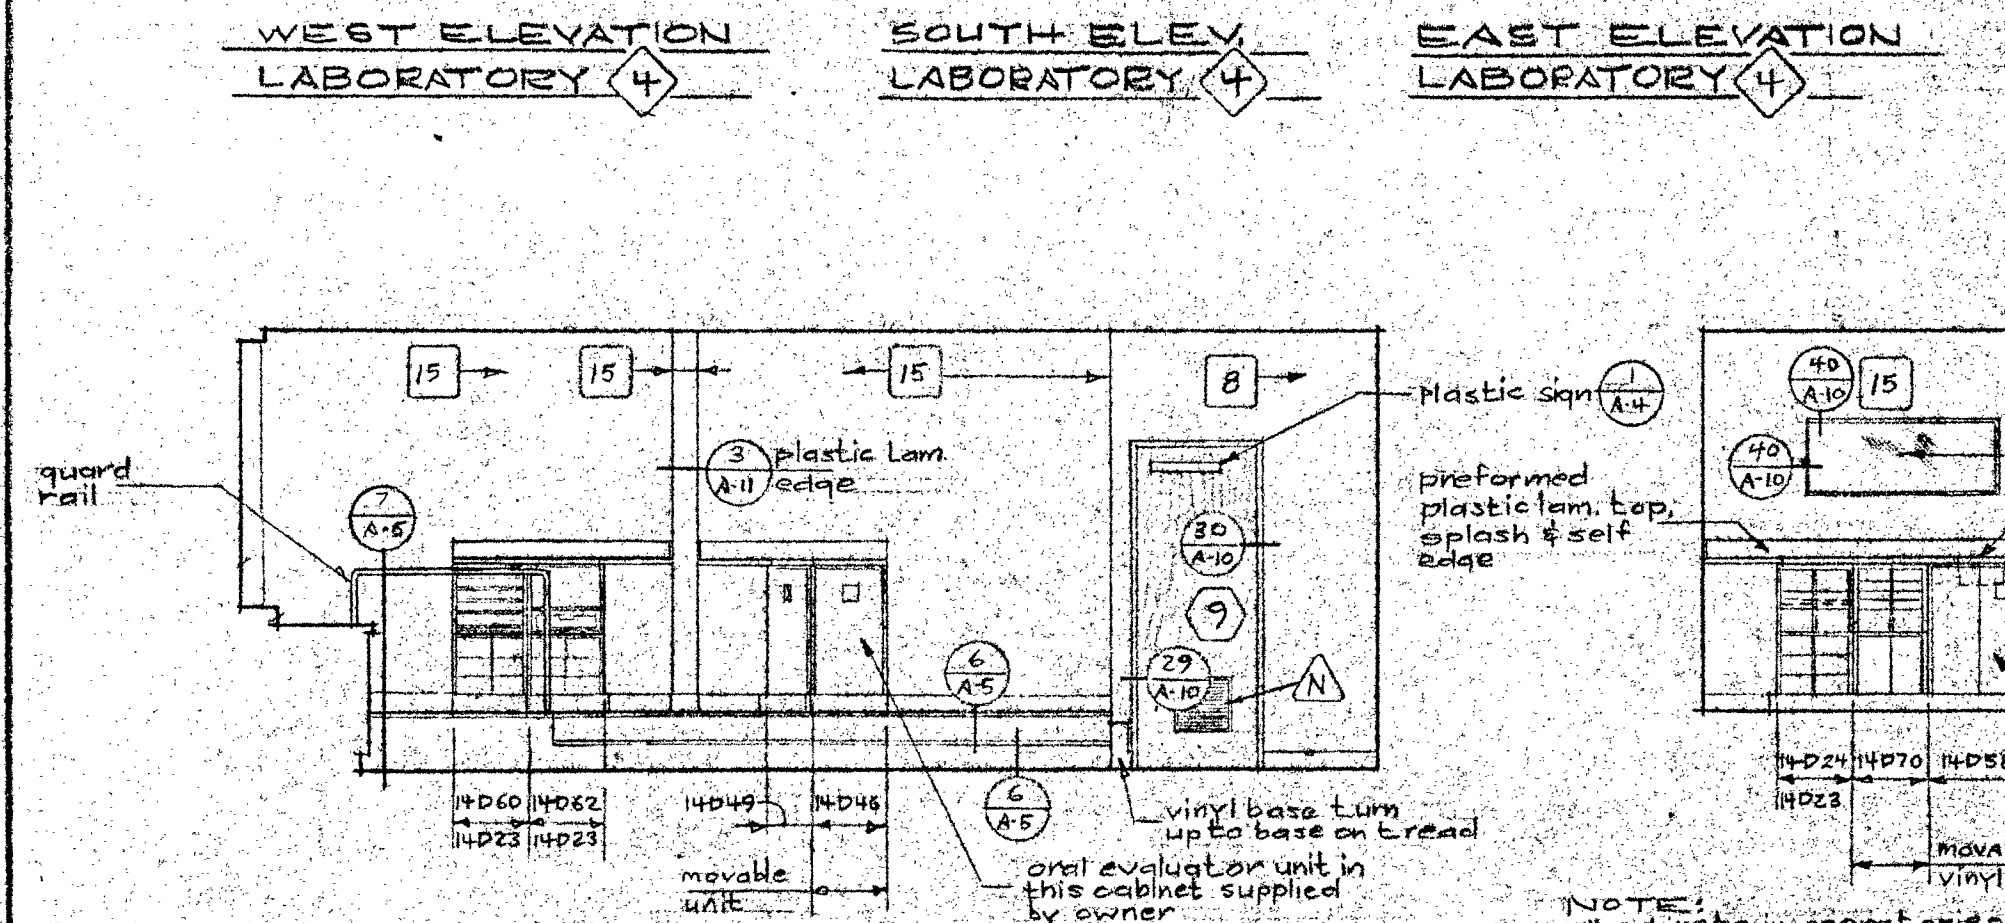 WEST ELEVATION
LABORATORY 4
SOUTH ELEV.
LABORATORY 4
EAST ELEVATION
LABORATORY 4
15
15
15
8
plastic sign
1
A·4
40
A·10
15
guard
rail
7
A·5
3
A·11
plastic Lam.
edge
preformed
plastic lam. top,
splash & self
edge
40
A-10
30
A-10
9
6
A-5
29
A-10
N
14D60
14D62
14D23
14D23
14D49
14D46
6
A-5
vinyl base turn
up to base on tread
movable
unit
oral evaluator unit in
this cabinet supplied
by owner
14D24
14D70
14D58
14D23
mova
vinyl
NOTE: